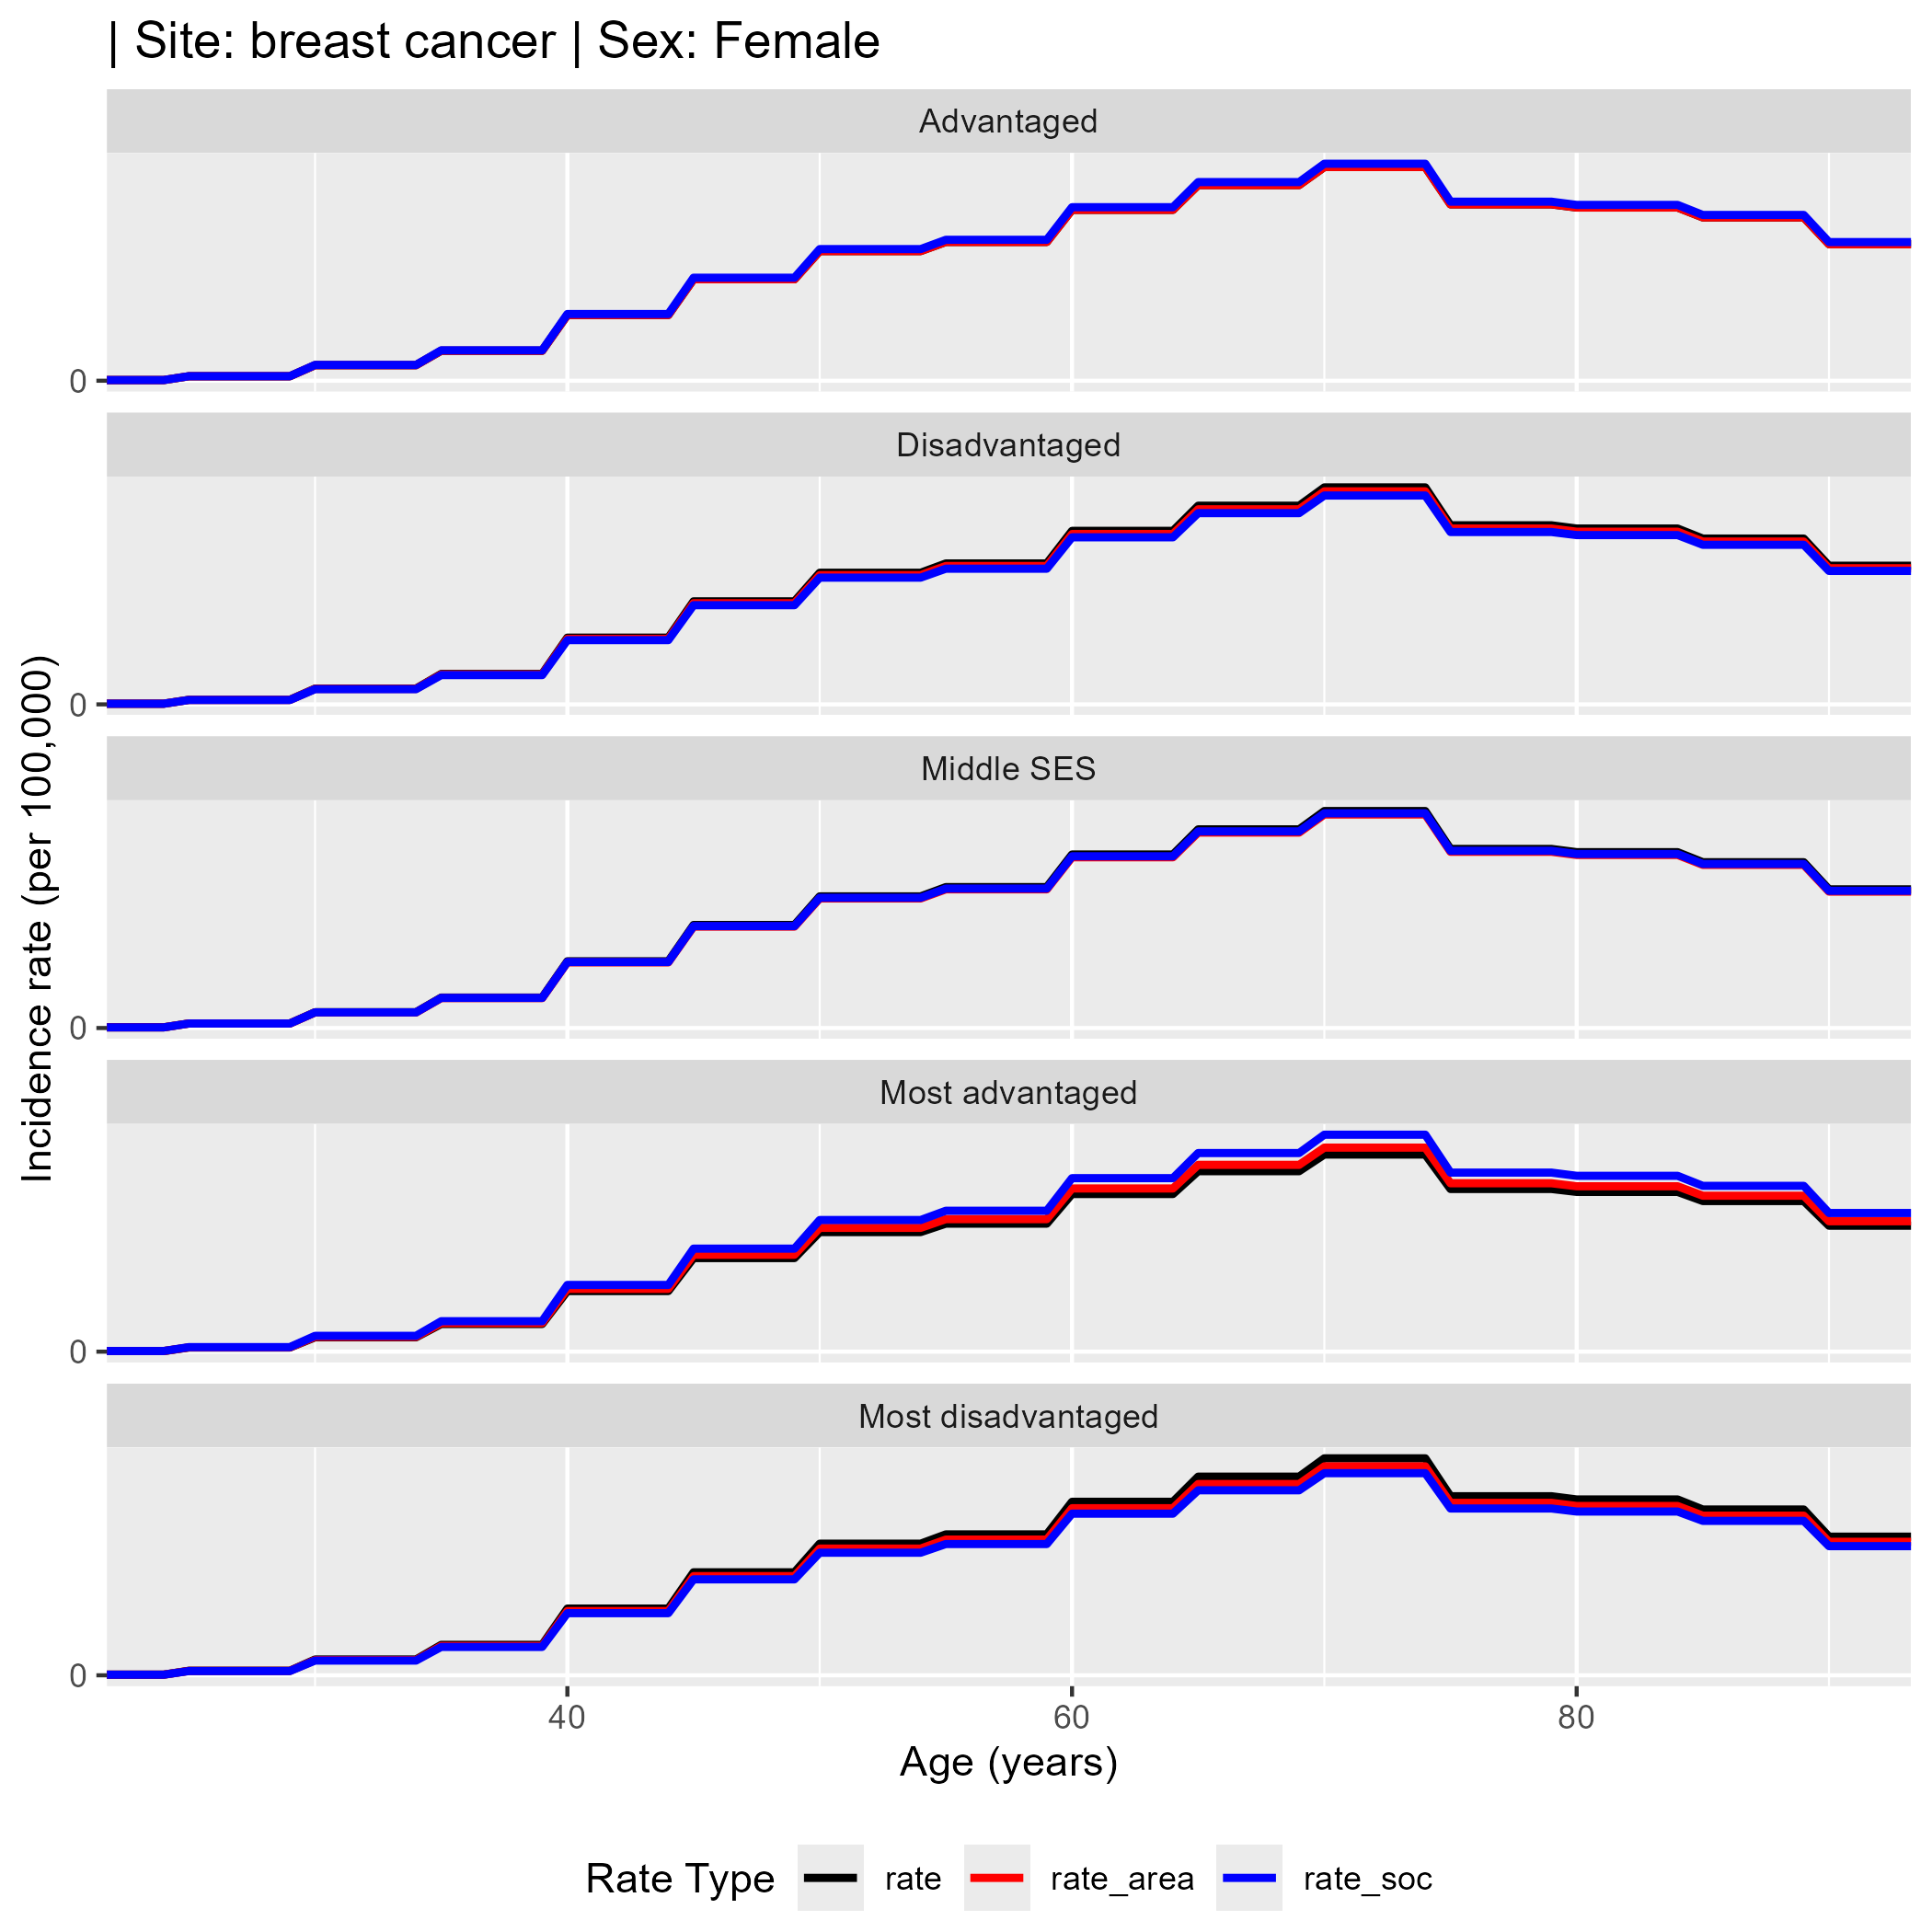 | Site: breast cancer | Sex: Female
Advantaged
0
Disadvantaged
0
Middle SES
0
Most advantaged
0
Most disadvantaged
0
Incidence rate (per 100,000)
40 60 80
Age (years)
Rate Type rate rate_area rate_soc